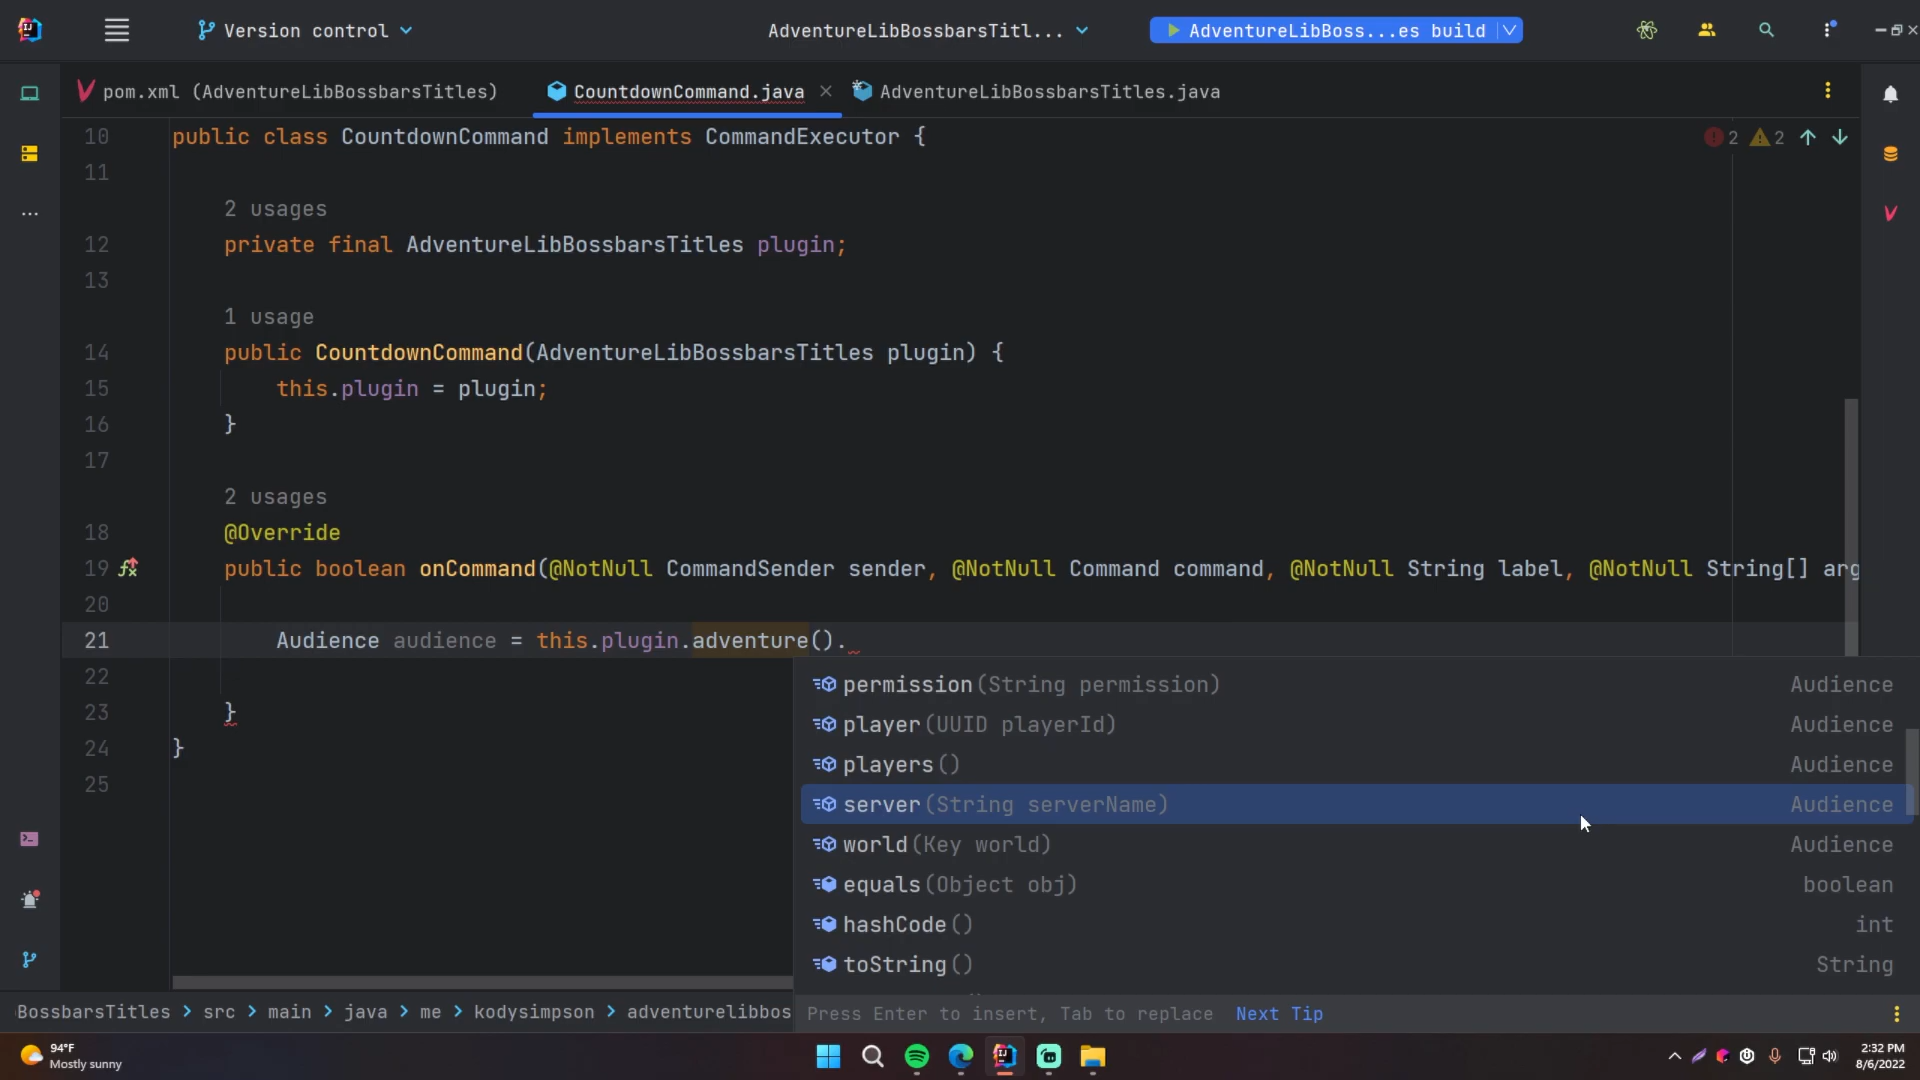 Version control
AdventureLibBossbarsTitl...
AdventureLibBoss...es build
pom.xml (AdventureLibBossbarsTitles)
CountdownCommand.java
AdventureLibBossbarsTitles.java
10 public class CountdownCommand implements CommandExecutor {
2 2
11
2 usages
12 private final AdventureLibBossbarsTitles plugin;
13
1 usage
14 public CountdownCommand(AdventureLibBossbarsTitles plugin) {
15 this.plugin = plugin;
16 }
17
2 usages
18 @Override
19 public boolean onCommand(@NotNull CommandSender sender, @NotNull Command command, @NotNull String label, @NotNull String[] arg
20
21 Audience audience = this.plugin.adventure().
22
23 }
24 }
25
permission(String permission) Audience
player(UUID playerId) Audience
players() Audience
server(String serverName) Audience
world(Key world) Audience
equals(Object obj) boolean
hashCode() int
toString() String
Press Enter to insert, Tab to replace Next Tip
BossbarsTitles > src > main > java > me > kodysimpson > adventurelibbos
94°F
Mostly sunny
2:32 PM
8/6/2022